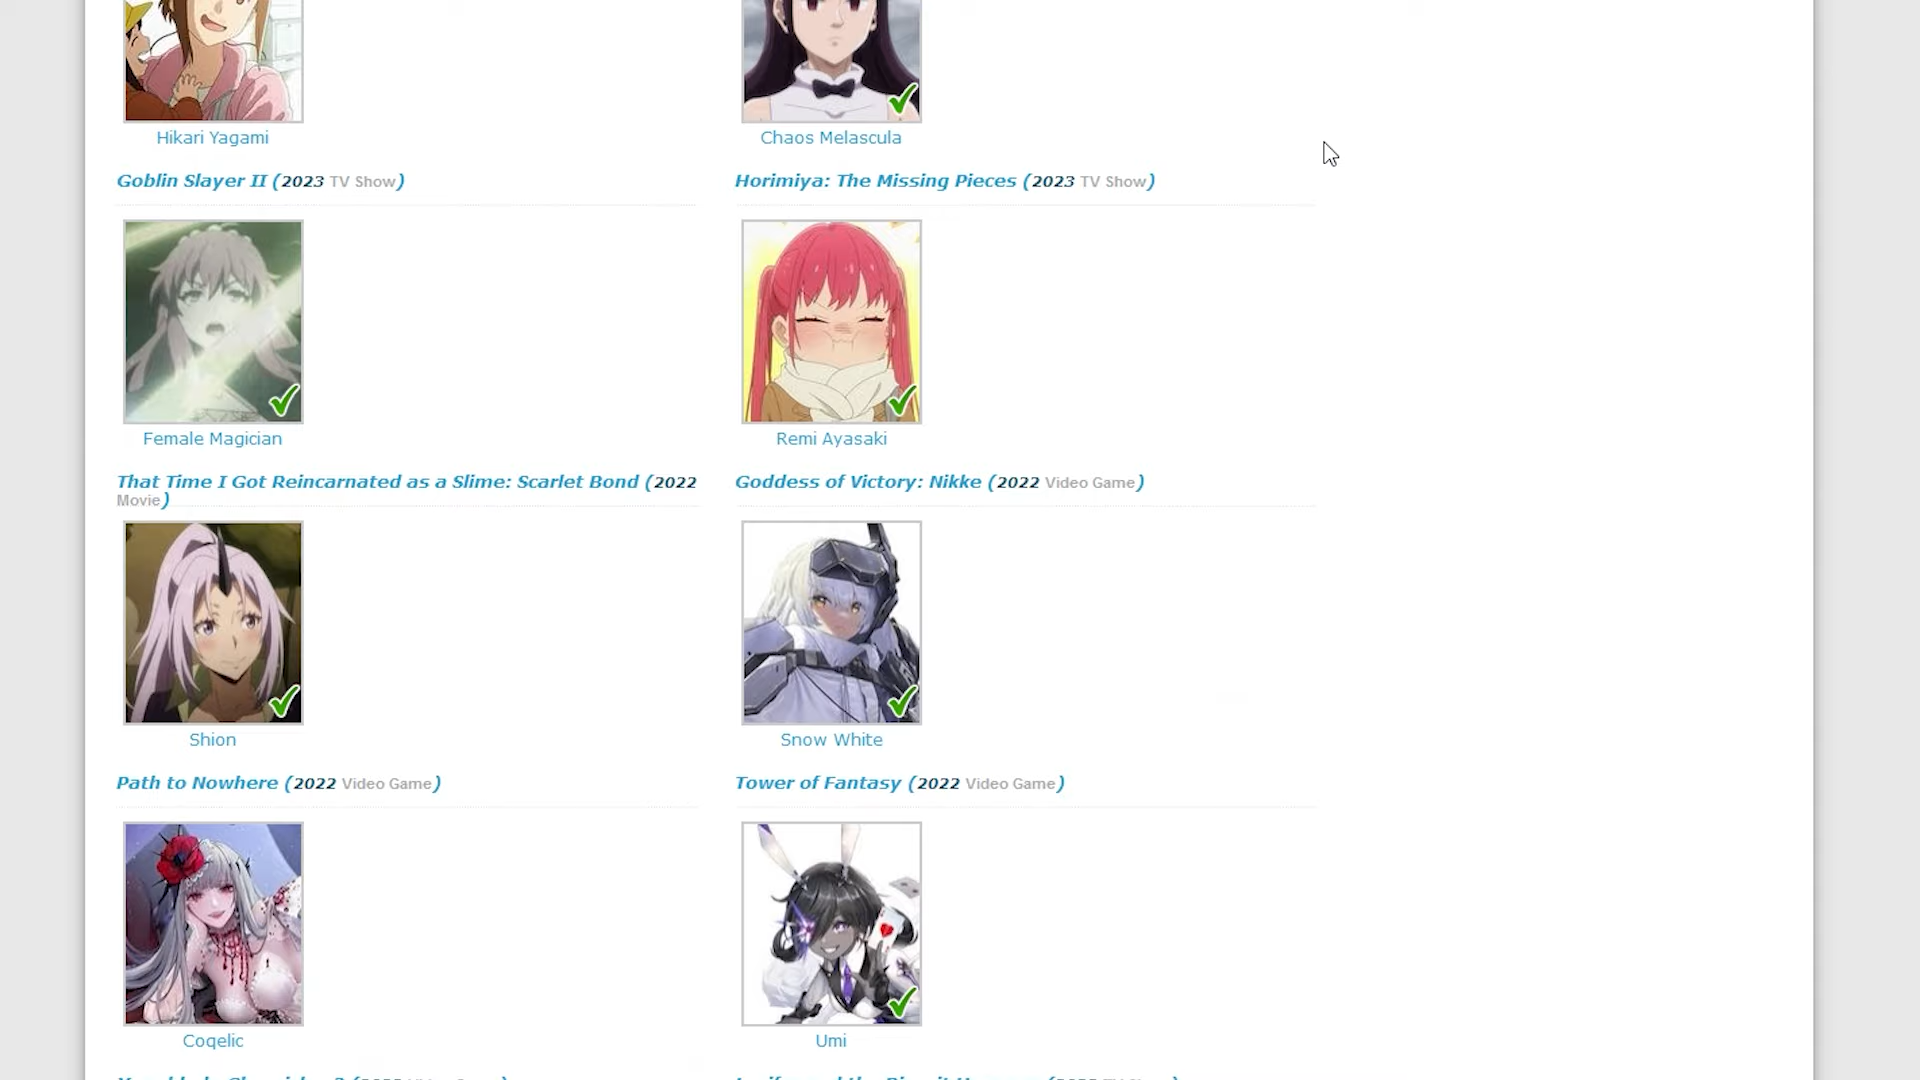 Hikari Yagami
Chaos Melascula
Goblin Slayer II (2023 TV Show)
Horimiya: The Missing Pieces (2023 TV Show)
Female Magician
Remi Ayasaki
That Time I Got Reincarnated as a Slime: Scarlet Bond (2022
Movie)
Goddess of Victory: Nikke (2022 Video Game)
Shion
Snow White
Path to Nowhere (2022 Video Game)
Tower of Fantasy (2022 Video Game)
Coqelic
Umi